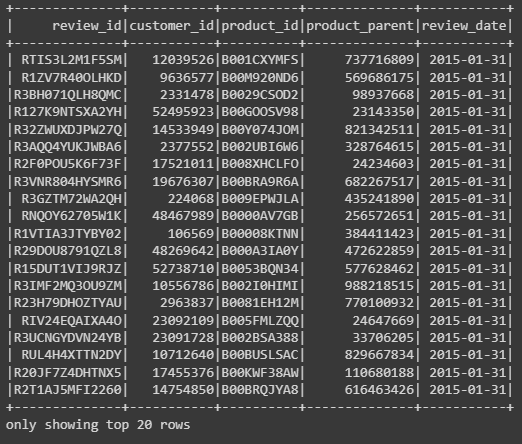 +--------------+-----------+----------+--------------+-----------+
|     review_id|customer_id|product_id|product_parent|review_date|
+--------------+-----------+----------+--------------+-----------+
| RTIS3L2M1F5SM|   12039526|B001CXYMFS|     737716809| 2015-01-31|
| R1ZV7R40OLHKD|    9636577|B00M920ND6|     569686175| 2015-01-31|
|R3BH071QLH8QMC|    2331478|B0029CSOD2|      98937668| 2015-01-31|
|R127K9NTSXA2YH|   52495923|B00GOOSV98|      23143350| 2015-01-31|
|R32ZWUXDJPW27Q|   14533949|B00Y074JOM|     821342511| 2015-01-31|
|R3AQQ4YUKJWBA6|    2377552|B002UBI6W6|     328764615| 2015-01-31|
|R2F0POU5K6F73F|   17521011|B008XHCLFO|      24234603| 2015-01-31|
|R3VNR804HYSMR6|   19676307|B00BRA9R6A|     682267517| 2015-01-31|
| R3GZTM72WA2QH|     224068|B009EPWJLA|     435241890| 2015-01-31|
| RNQOY62705W1K|   48467989|B0000AV7GB|     256572651| 2015-01-31|
|R1VTIA3JTYBY02|     106569|B00008KTNN|     384411423| 2015-01-31|
|R29DOU8791QZL8|   48269642|B000A3IA0Y|     472622859| 2015-01-31|
|R15DUT1VIJ9RJZ|   52738710|B0053BQN34|     577628462| 2015-01-31|
|R3IMF2MQ3OU9ZM|   10556786|B002I0HIMI|     988218515| 2015-01-31|
|R23H79DHOZTYAU|    2963837|B0081EH12M|     770100932| 2015-01-31|
| RIV24EQAIXA4O|   23092109|B005FMLZQQ|      24647669| 2015-01-31|
|R3UCNGYDVN24YB|   23091728|B002BSA388|      33706205| 2015-01-31|
| RUL4H4XTTN2DY|   10712640|B00BUSLSAC|     829667834| 2015-01-31|
|R20JF7Z4DHTNX5|   17455376|B00KWF38AW|     110680188| 2015-01-31|
|R2T1AJ5MFI2260|   14754850|B00BRQJYA8|     616463426| 2015-01-31|
+--------------+-----------+----------+--------------+-----------+
only showing top 20 rows